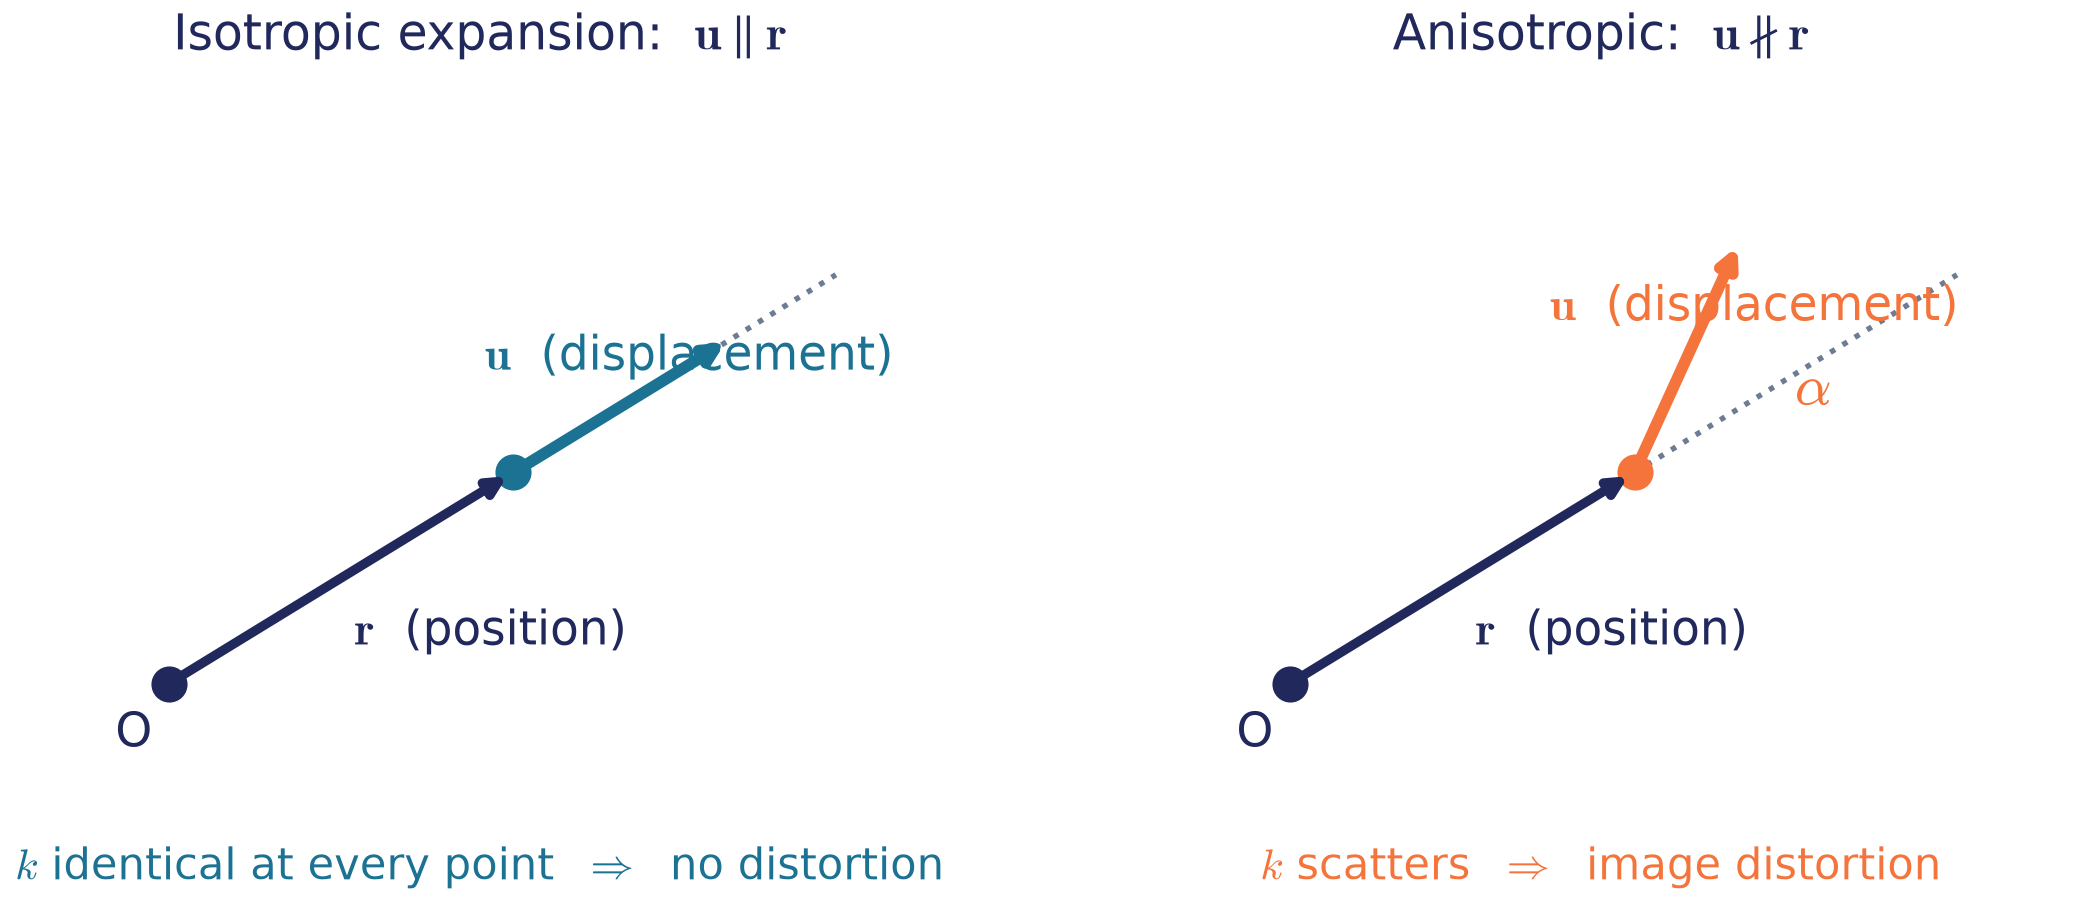 Isotropic expansion: u ∥ r
u (displacement)
r (position)
O
k identical at every point ⇒ no distortion
Anisotropic: u ∦ r
u (displacement)
α
r (position)
O
k scatters ⇒ image distortion